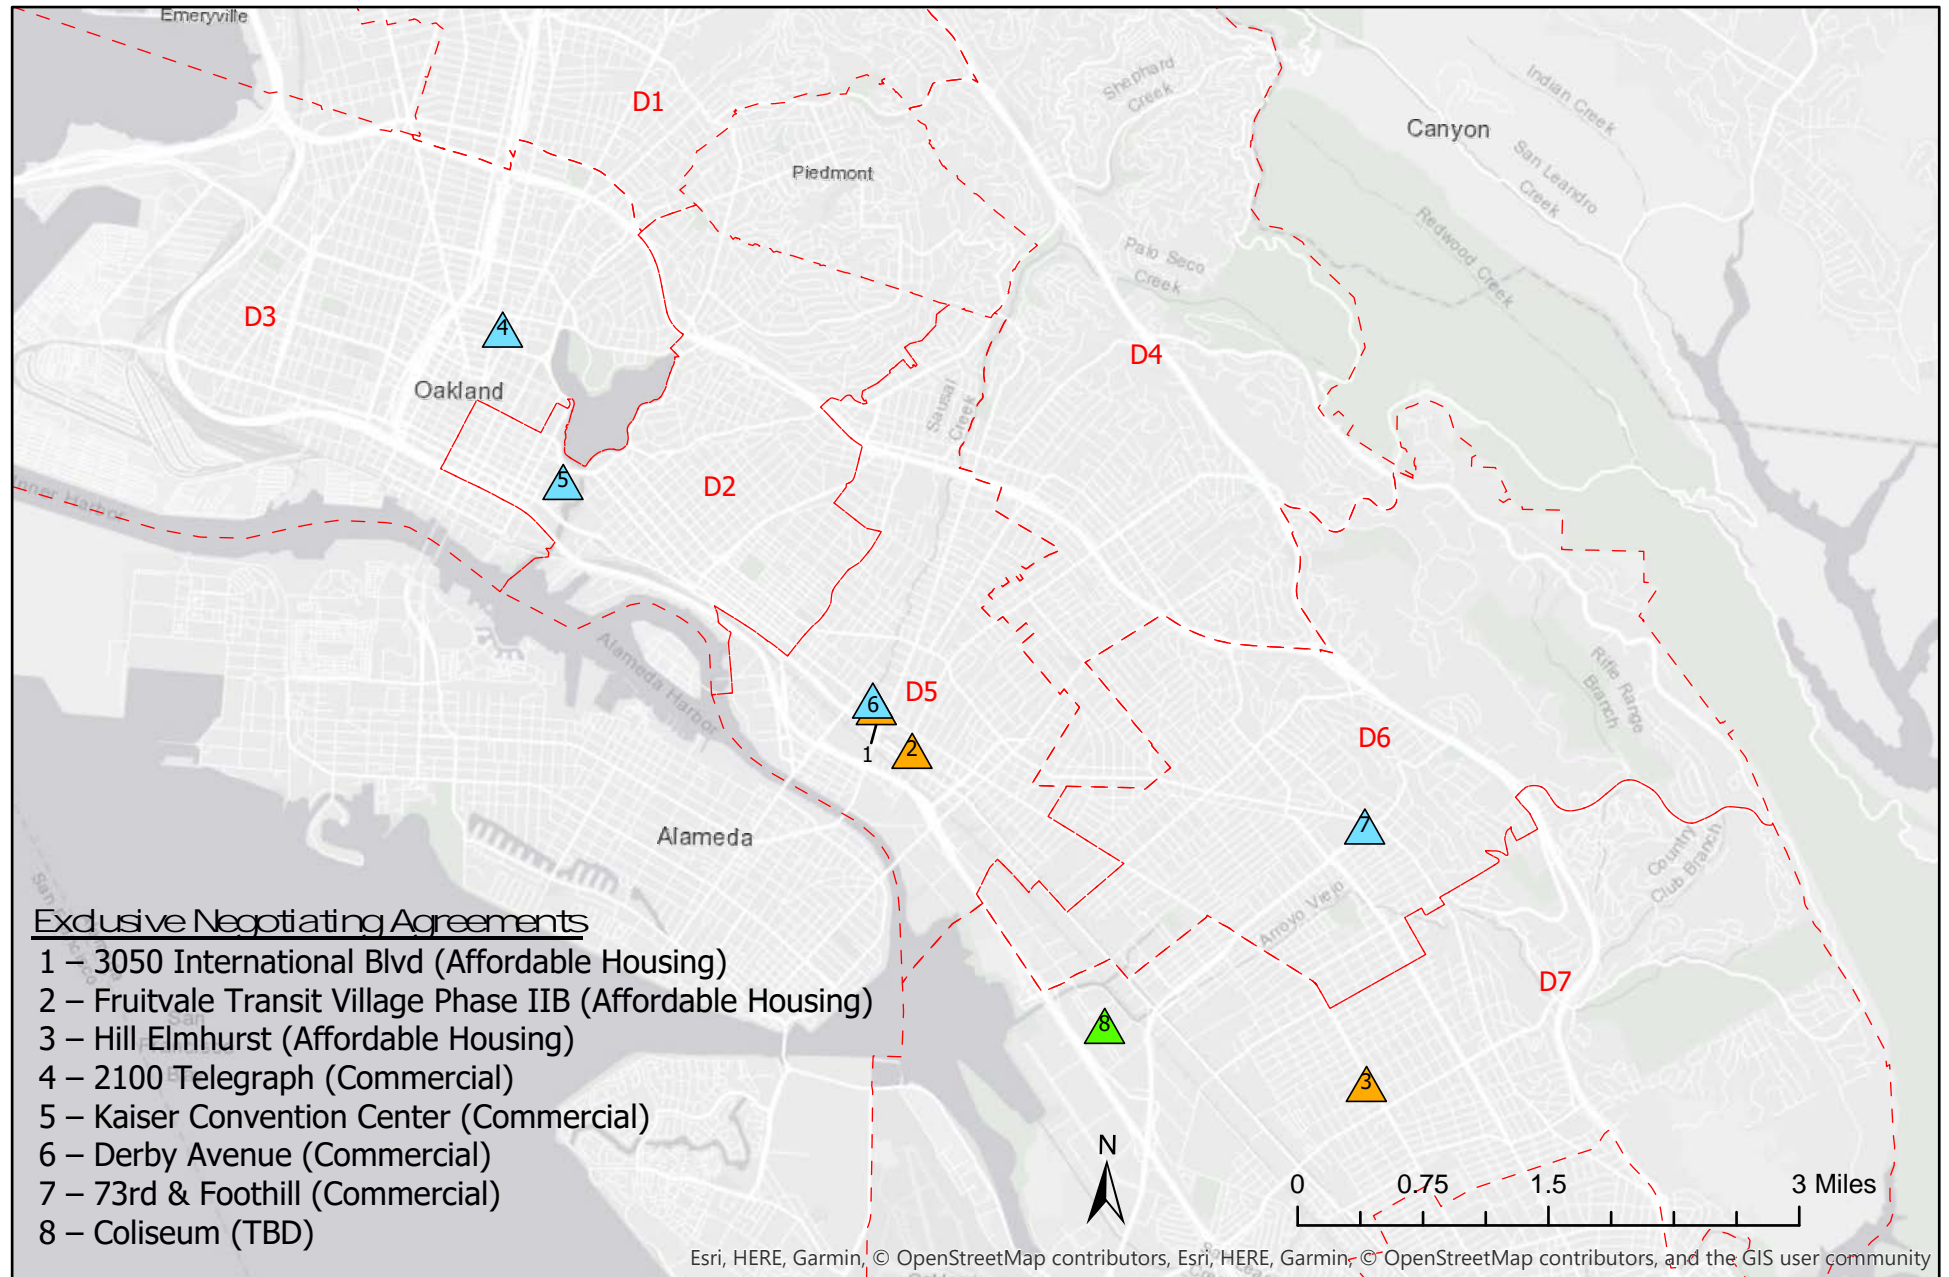 Emeryville
D1
Shephard
Creek
Indian Creek
Canyon
San Leandro
Creek
Piedmont
Redwood Creek
Palo Seco
Creek
D3
4
D4
Oakland
Sausal
Creek
5
D2
Inner Harbor
Alameda Harbor
Rifle Range
Branch
6
D5
1
2
D6
7
Alameda
Country
Club Branch
Arroyo Viejo
D7
8
3
Exclusive Negotiating Agreements
1 – 3050 International Blvd (Affordable Housing)
2 – Fruitvale Transit Village Phase IIB (Affordable Housing)
3 – Hill Elmhurst (Affordable Housing)
4 – 2100 Telegraph (Commercial)
5 – Kaiser Convention Center (Commercial)
6 – Derby Avenue (Commercial)
7 – 73rd & Foothill (Commercial)
8 – Coliseum (TBD)
San
Francisco
N
0 0.75 1.5 3 Miles
Esri, HERE, Garmin, © OpenStreetMap contributors, Esri, HERE, Garmin, © OpenStreetMap contributors, and the GIS user community